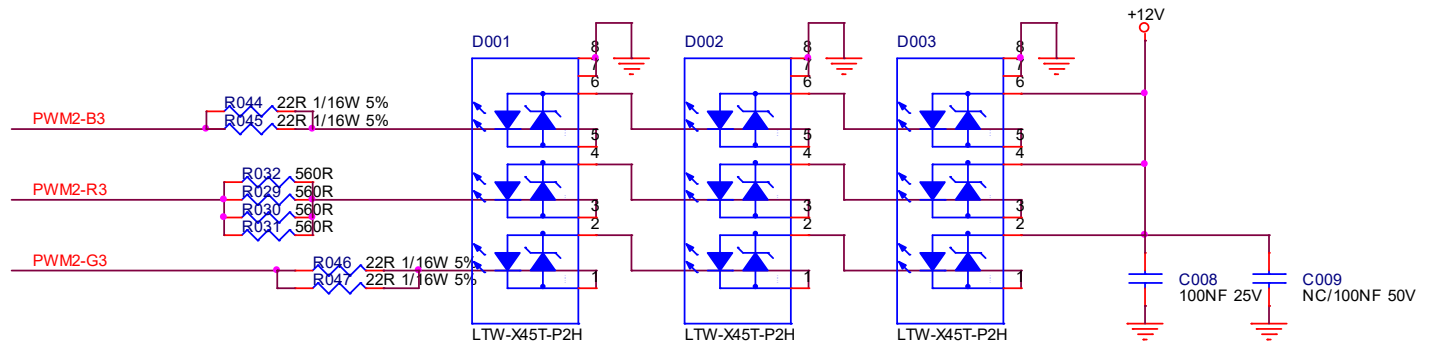 +12V
D001
D002
D003
8
7
6
8
7
6
8
7
6
R044 22R 1/16W 5%
PWM2-B3
R045 22R 1/16W 5%
5
4
5
4
5
4
R032 560R
PWM2-R3
R029 560R
R030 560R
R031 560R
3
2
3
2
3
2
PWM2-G3
R046 22R 1/16W 5%
R047 22R 1/16W 5%
1
1
1
C008
100NF 25V
C009
NC/100NF 50V
LTW-X45T-P2H
LTW-X45T-P2H
LTW-X45T-P2H